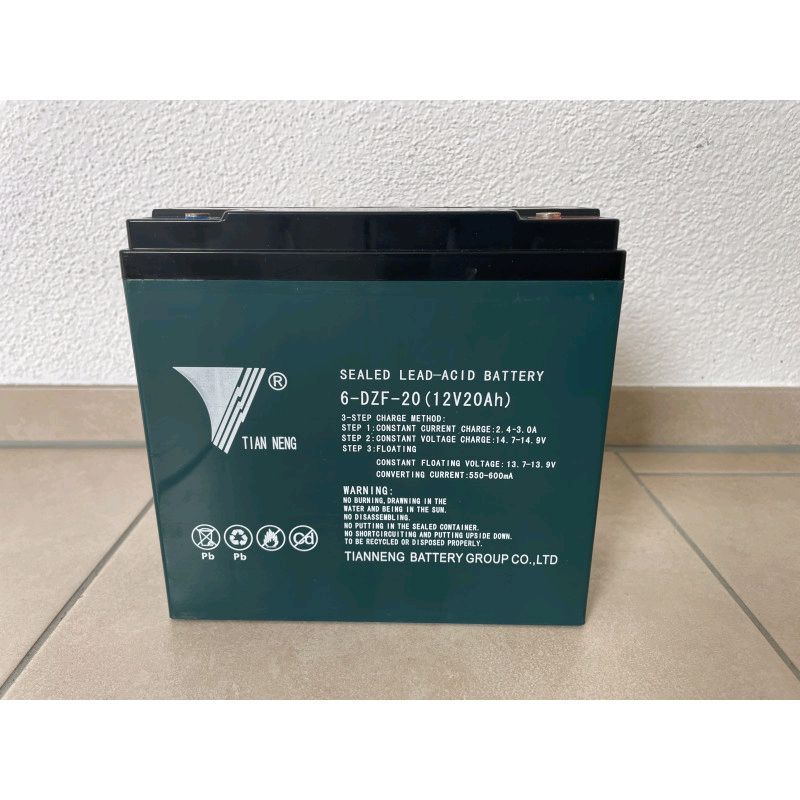 ®
TIAN NENG
SEALED LEAD-ACID BATTERY
6-DZF-20(12V20Ah)
3-STEP CHARGE METHOD:
STEP 1:CONSTANT CURRENT CHARGE:2.4-3.0A
STEP 2:CONSTANT VOLTAGE CHARGE:14.7-14.9V
STEP 3:FLOATING
CONSTANT FLOATING VOLTAGE:13.7-13.9V
CONVERTING CURRENT:550-600mA
WARNING:
NO BURNING,DRAWNING IN THE
WATER AND BEING IN THE SUN.
NO DISASSEMBLING.
NO PUTTING IN THE SEALED CONTAINER.
NO SHORTCIRCUITING AND PUTTING UPSIDE DOWN.
TO BE RECYCLED OR DISPOSED PROPERLY.
TIANNENG BATTERY GROUP CO.,LTD
Cd
Pb Pb